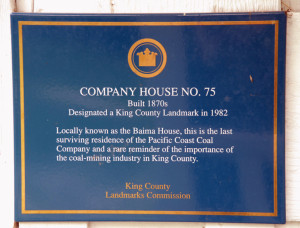 COMPANY HOUSE NO. 75
Built 1870s
Designated a King County Landmark in 1982
Locally known as the Baima House, this is the last
surviving residence of the Pacific Coast Coal
Company and a rare reminder of the importance of
the coal-mining industry in King County.
King County
Landmarks Commission